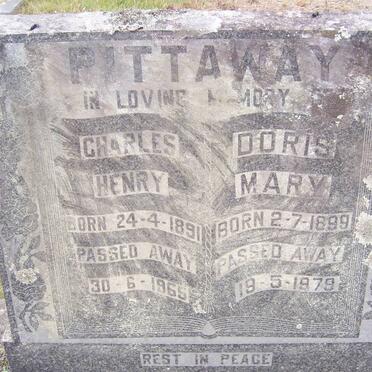 PITTAWAY
IN LOVING MEMORY
CHARLES
HENRY
BORN 24-4-1891
PASSED AWAY
30-6-1965
DORIS
MARY
BORN 2-7-1899
PASSED AWAY
19-5-1979
REST IN PEACE